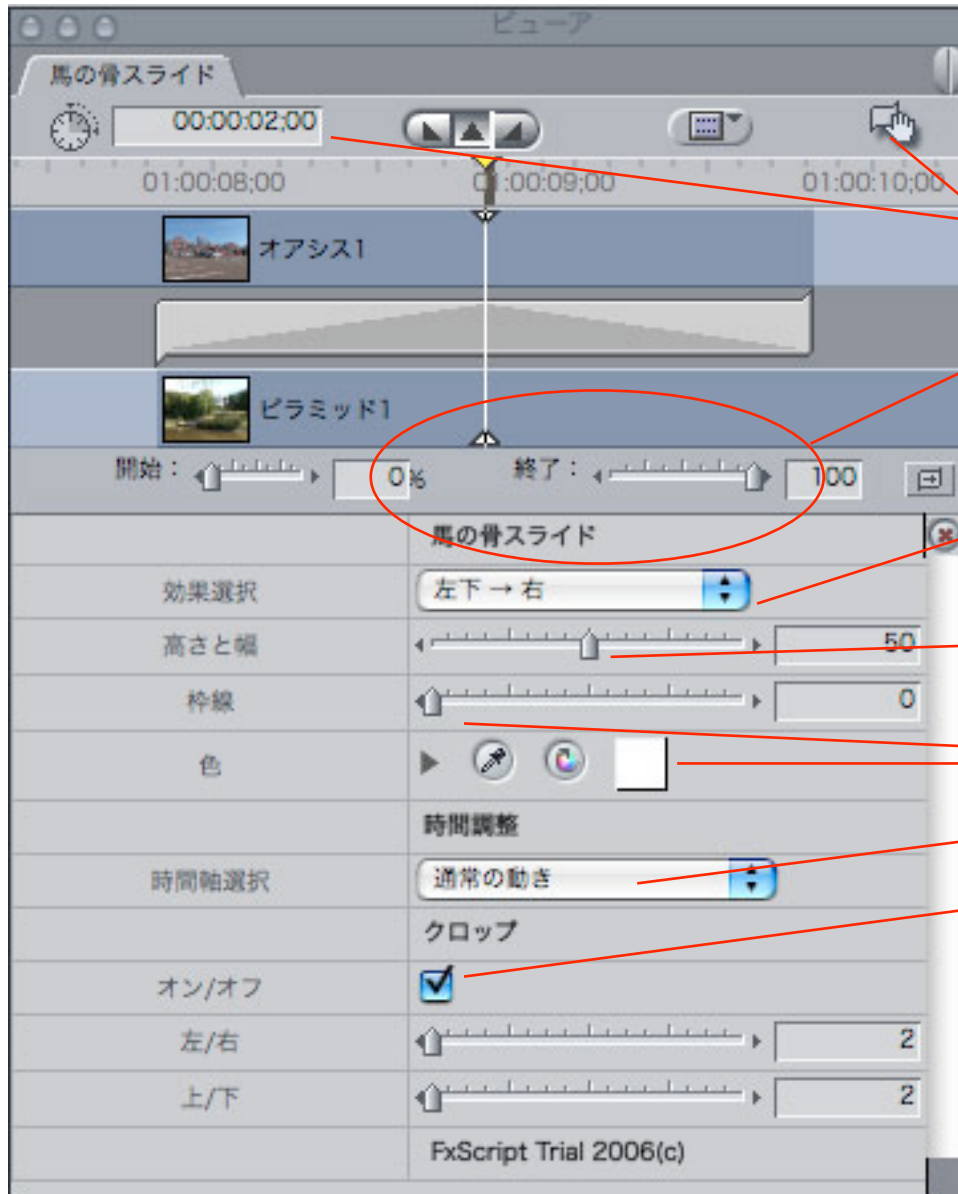 ビューア
馬の骨スライド
00:00:02;00
01:00:08;00 01:00:09;00 01:00:10;00
オアシス1
ピラミッド1
開始： 0 % 終了： 100
馬の骨スライド
効果選択 左下 → 右
高さと幅 50
枠線 0
色
時間調整
時間軸選択 通常の動き
クロップ
オン/オフ
左/右 2
上/下 2
FxScript Trial 2006(c)